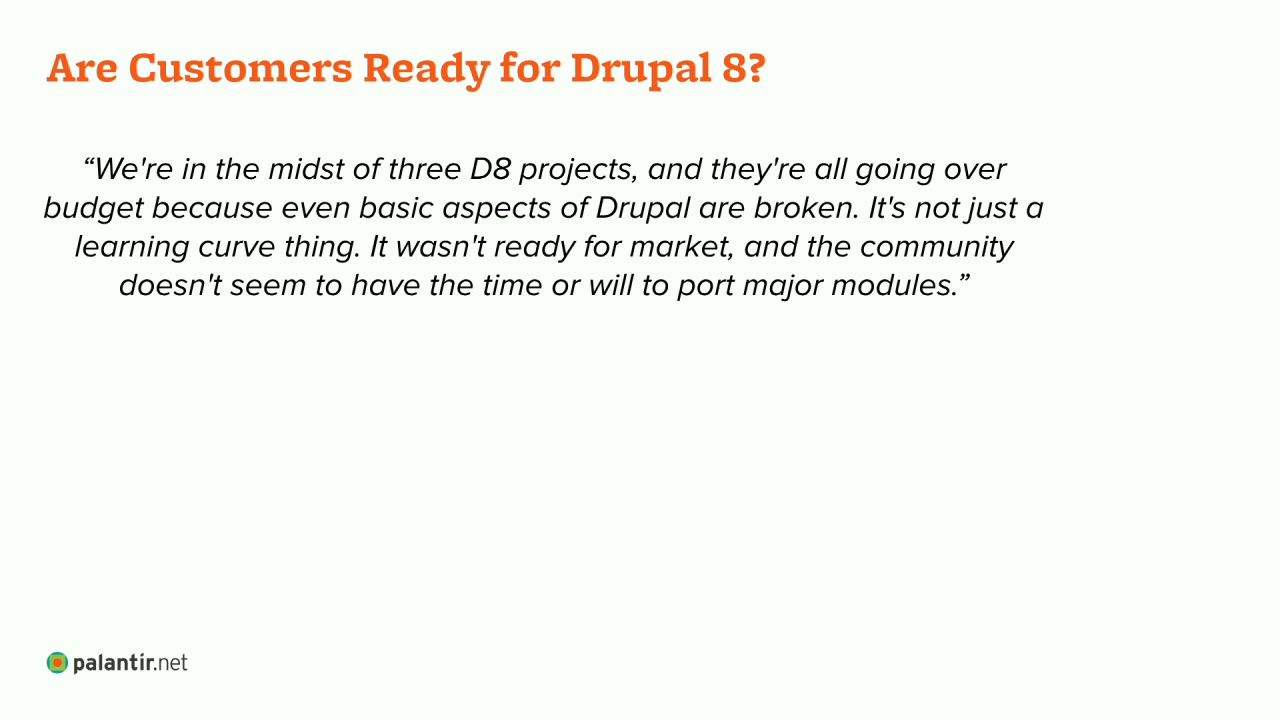 Are Customers Ready for Drupal 8?
“We're in the midst of three D8 projects, and they're all going over
budget because even basic aspects of Drupal are broken. It's not just a
learning curve thing. It wasn't ready for market, and the community
doesn't seem to have the time or will to port major modules.”
palantir.net